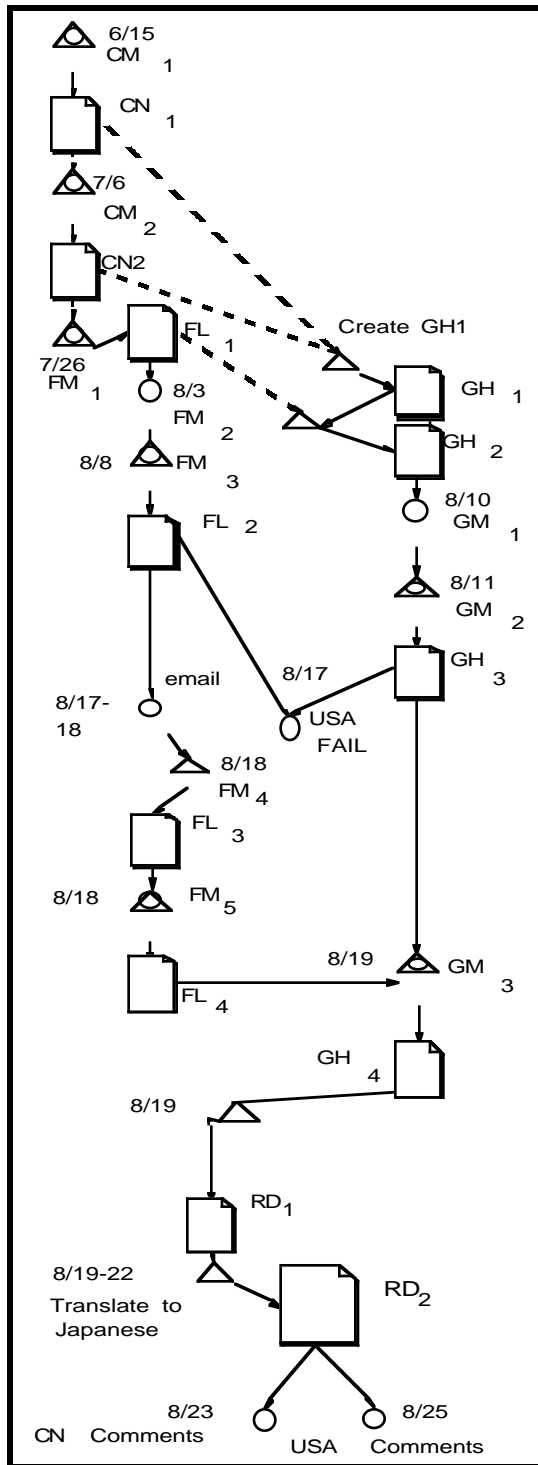 6/15
CM 1
CN 1
7/6
CM 2
CN2
Create GH1
FL 1
7/26
FM 1
GH 1
8/3
FM 2
GH 2
8/8 FM 3
8/10
GM 1
FL 2
8/11
GM 2
GH 3
8/17
email
8/17-
18
USA
FAIL
8/18
FM 4
FL 3
8/18 FM 5
8/19 GM 3
FL 4
GH 4
8/19
RD 1
8/19-22
Translate to
Japanese
RD 2
8/23
CN Comments
8/25
USA Comments